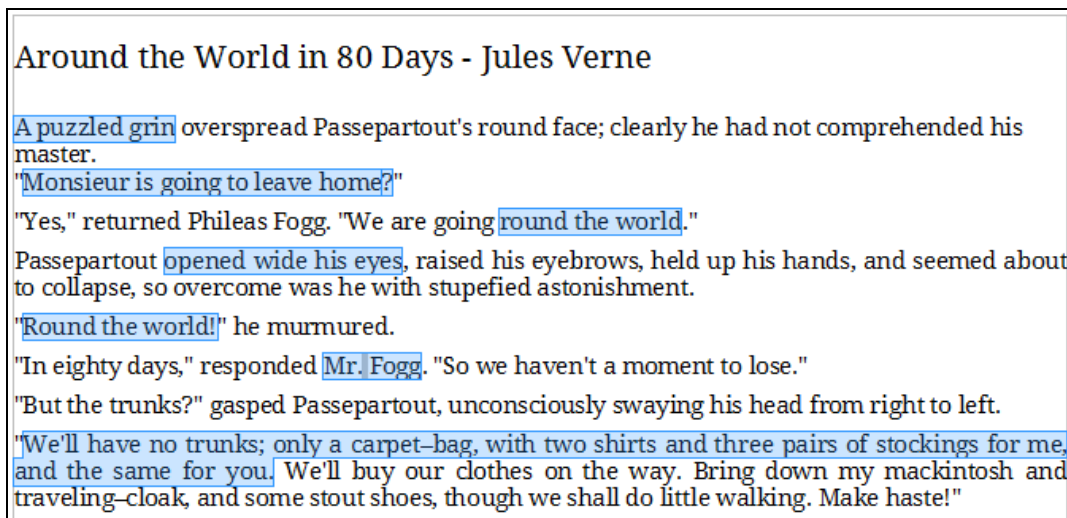 Around the World in 80 Days - Jules Verne
A puzzled grin overspread Passepartout's round face; clearly he had not comprehended his
master.
"Monsieur is going to leave home?"
"Yes," returned Phileas Fogg. "We are going round the world."
Passepartout opened wide his eyes, raised his eyebrows, held up his hands, and seemed about
to collapse, so overcome was he with stupefied astonishment.
"Round the world!" he murmured.
"In eighty days," responded Mr. Fogg. "So we haven't a moment to lose."
"But the trunks?" gasped Passepartout, unconsciously swaying his head from right to left.
"We'll have no trunks; only a carpet–bag, with two shirts and three pairs of stockings for me,
and the same for you. We'll buy our clothes on the way. Bring down my mackintosh and
traveling–cloak, and some stout shoes, though we shall do little walking. Make haste!"